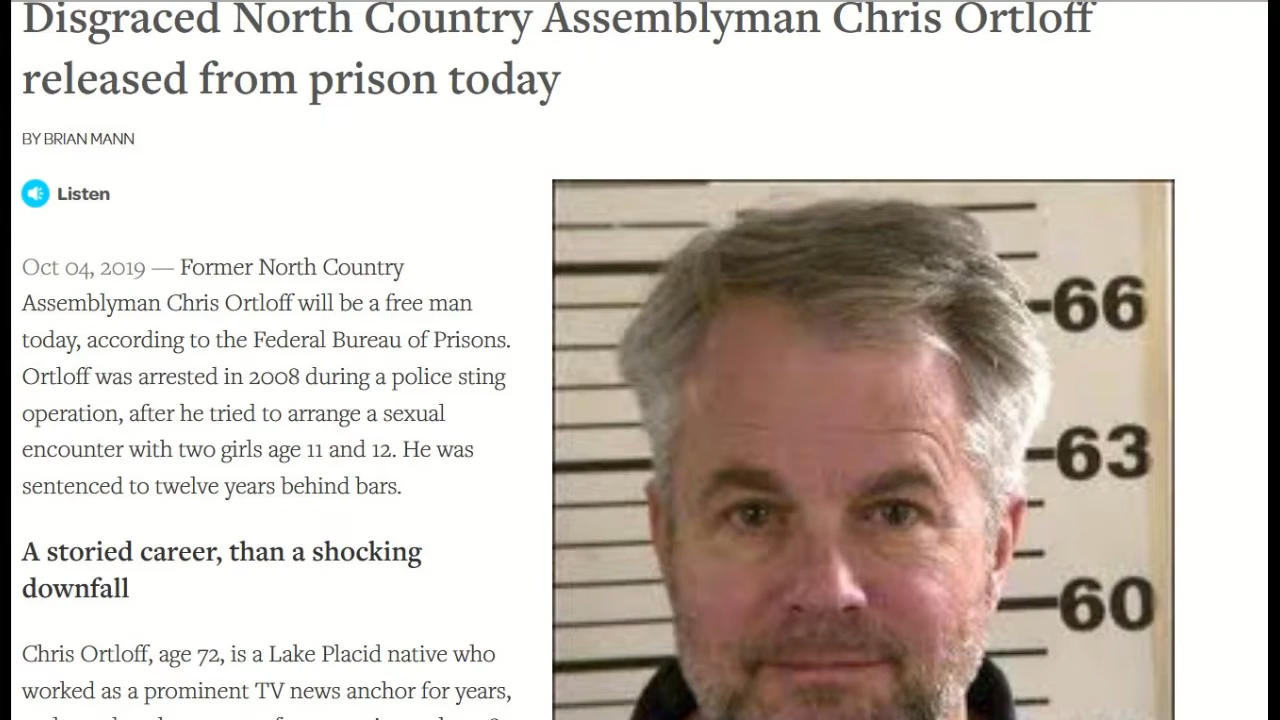 Disgraced North Country Assemblyman Chris Ortloff
released from prison today
BY BRIAN MANN
Listen
Oct 04, 2019 — Former North Country
Assemblyman Chris Ortloff will be a free man
today, according to the Federal Bureau of Prisons.
Ortloff was arrested in 2008 during a police sting
operation, after he tried to arrange a sexual
encounter with two girls age 11 and 12. He was
sentenced to twelve years behind bars.
A storied career, than a shocking
downfall
Chris Ortloff, age 72, is a Lake Placid native who
worked as a prominent TV news anchor for years,
66
63
60